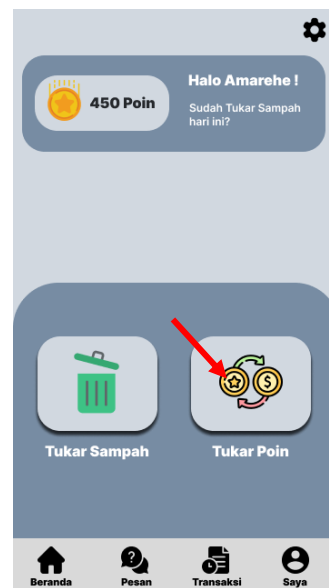 450 Poin
Halo Amarehe !
Sudah Tukar Sampah
hari ini?
Tukar Sampah
Tukar Poin
Beranda
Pesan
Transaksi
Saya